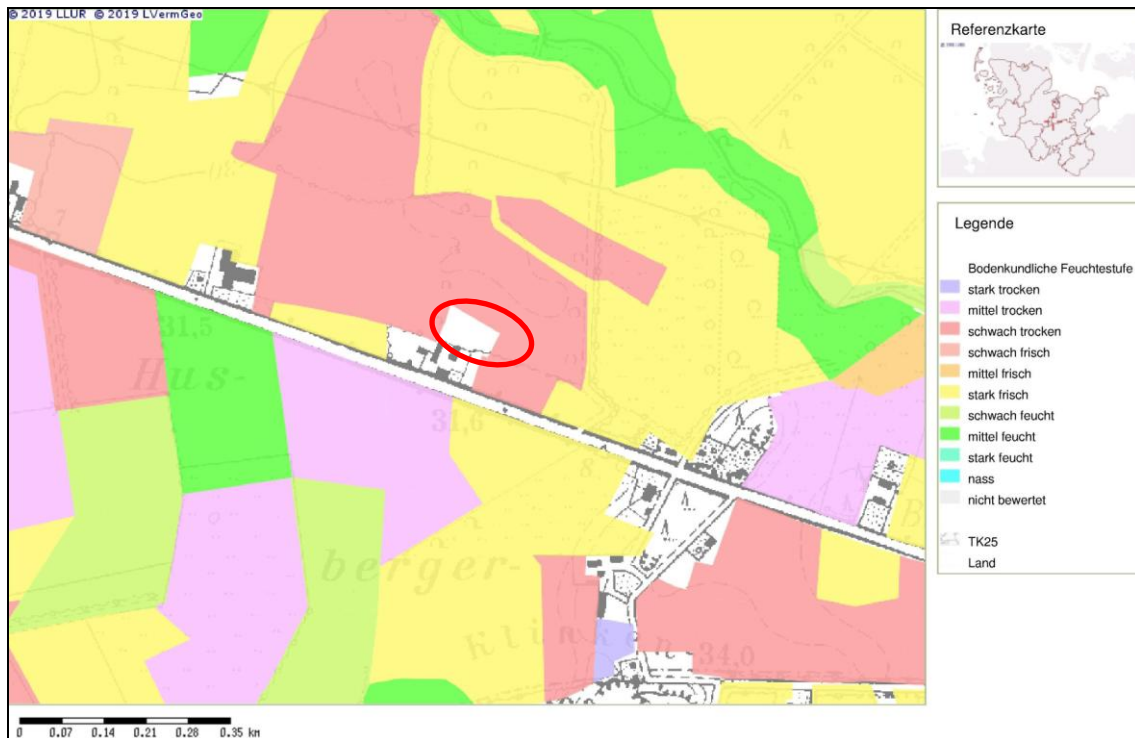 © 2019 LLUR © 2019 LVermGeo
7
31,5
Hus-
31,6
s
B
berger-
Klinken
34,0
0 0.07 0.14 0.21 0.28 0.35 km
Referenzkarte
Legende
Bodenkundliche Feuchtestufe
stark trocken
mittel trocken
schwach trocken
schwach frisch
mittel frisch
stark frisch
schwach feucht
mittel feucht
stark feucht
nass
nicht bewertet
TK25
Land